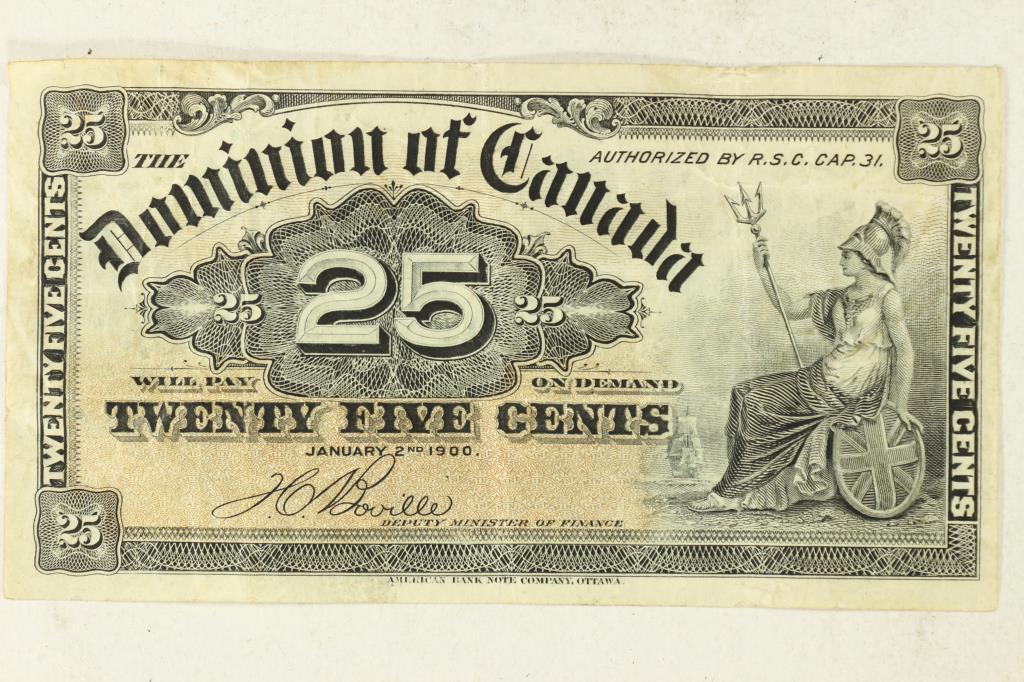 25
25
THE
Dominion of Canada
AUTHORIZED BY R.S.C. CAP. 31.
TWENTY FIVE CENTS
25
25
25
TWENTY FIVE CENTS
WILL PAY
ON DEMAND
TWENTY FIVE CENTS
JANUARY 2ND 1900.
J.C. Boville
DEPUTY MINISTER OF FINANCE
25
AMERICAN BANK NOTE COMPANY, OTTAWA.